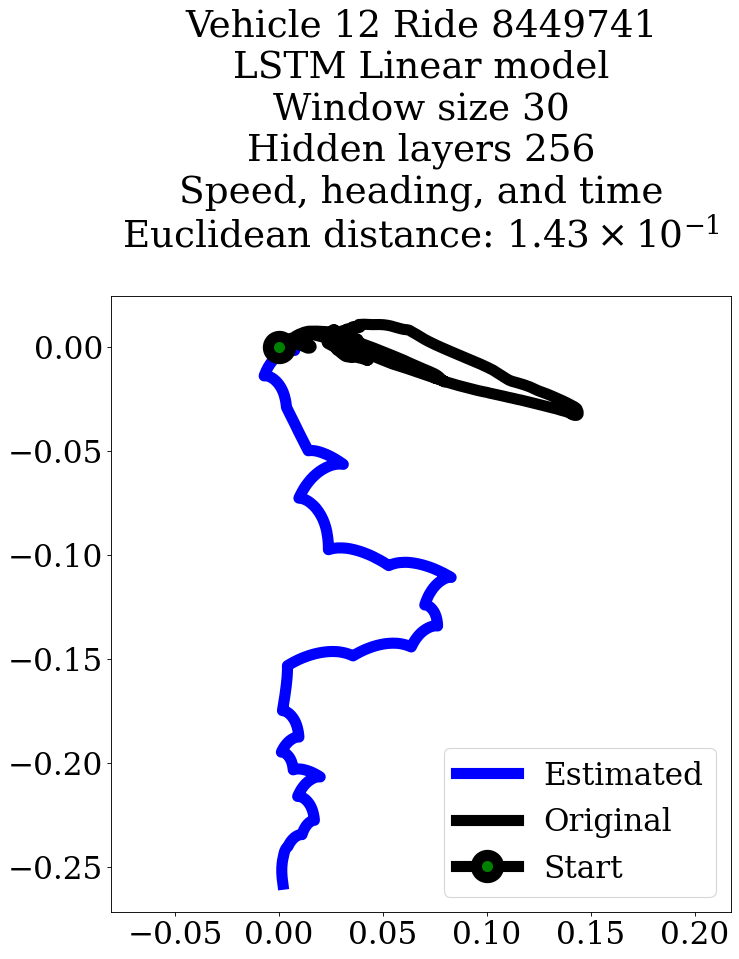 Vehicle 12 Ride 8449741
LSTM Linear model
Window size 30
Hidden layers 256
Speed, heading, and time
Euclidean distance: 1.43 × 10⁻¹
0.00
−0.05
−0.10
−0.15
−0.20
−0.25
Estimated
Original
Start
−0.05 0.00 0.05 0.10 0.15 0.20